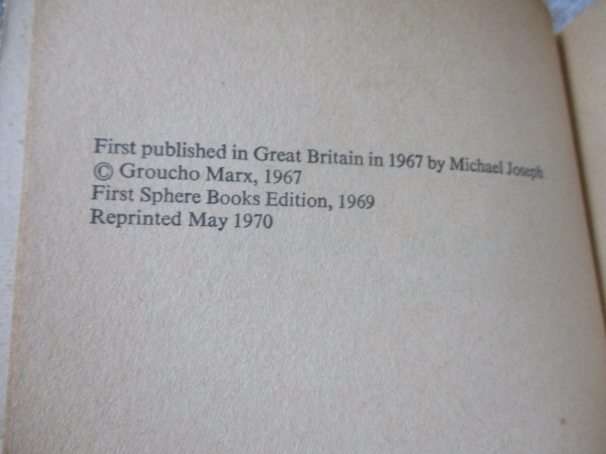 First published in Great Britain in 1967 by Michael Joseph
© Groucho Marx, 1967
First Sphere Books Edition, 1969
Reprinted May 1970